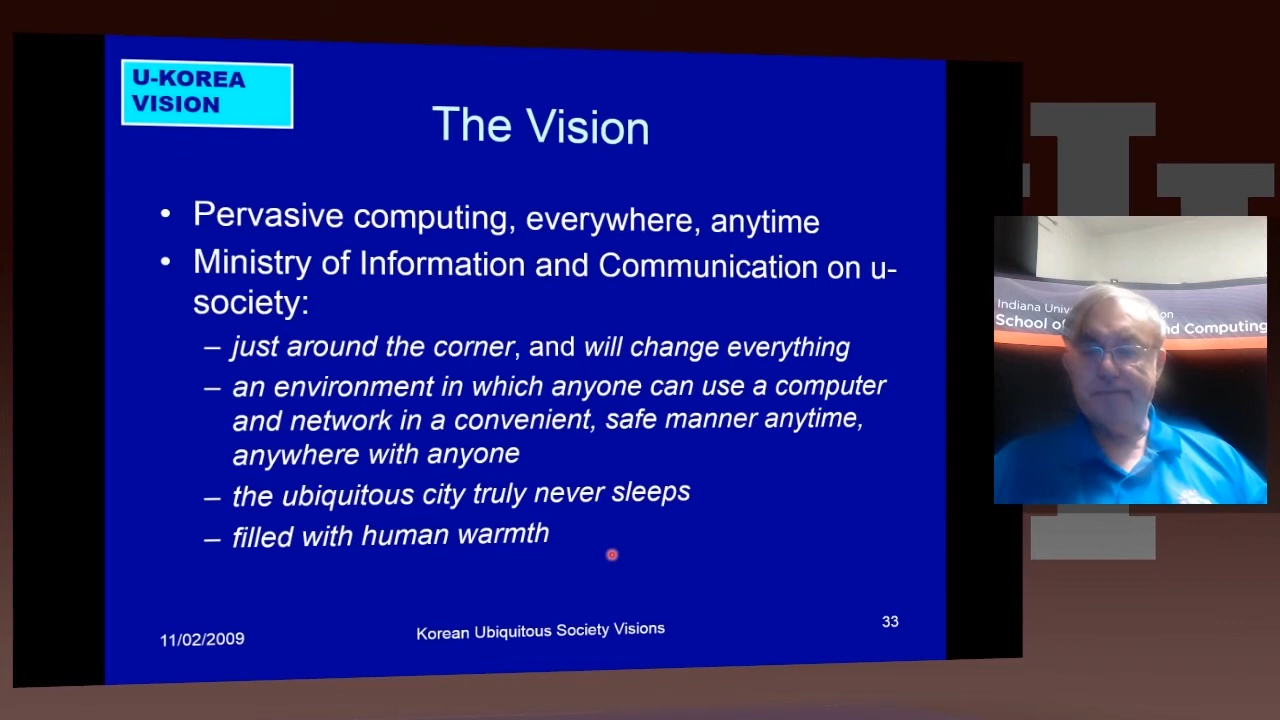 U-KOREA
VISION
The Vision
• Pervasive computing, everywhere, anytime
• Ministry of Information and Communication on u-
society:
– just around the corner, and will change everything
– an environment in which anyone can use a computer
and network in a convenient, safe manner anytime,
anywhere with anyone
– the ubiquitous city truly never sleeps
– filled with human warmth
11/02/2009
Korean Ubiquitous Society Visions
33
Indiana
School of
nd Computing